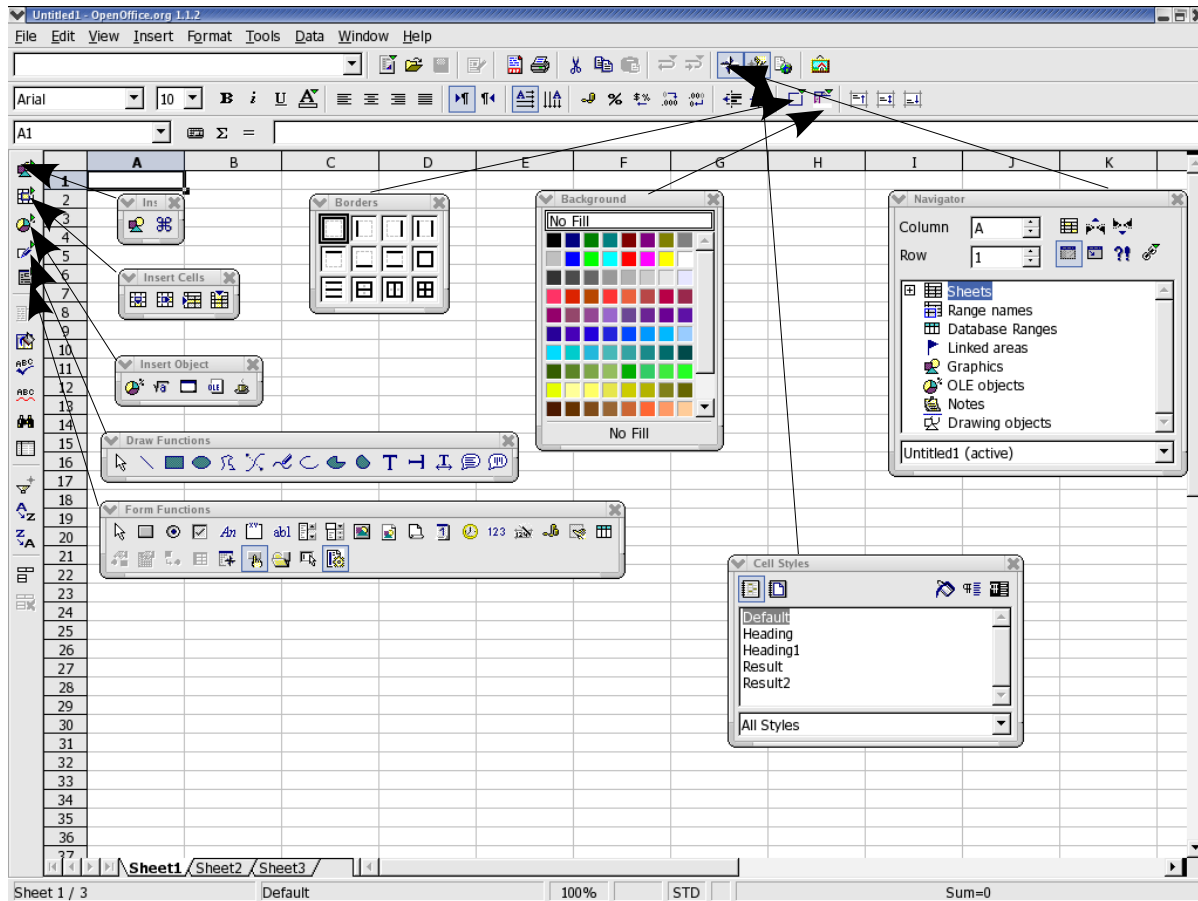 Untitled1 - OpenOffice.org 1.1.2
File Edit View Insert Format Tools Data Window Help
Arial 10 B i U A
A1 Σ =
A B C D E F G H I J K
1
2
3
4
5
6
7
8
9
10
11
12
13
14
15
16
17
18
19
20
21
22
23
24
25
26
27
28
29
30
31
32
33
34
35
36
37
Ins
Insert Cells
Insert Object
OLE
Draw Functions
T
Form Functions
An abl 123
Borders
Background
No Fill
No Fill
Navigator
Column A
Row 1
Sheets
Range names
Database Ranges
Linked areas
Graphics
OLE objects
Notes
Drawing objects
Untitled1 (active)
Cell Styles
Default
Heading
Heading1
Result
Result2
All Styles
ABC
ABC
A Z
Z A
Sheet1 Sheet2 Sheet3
Sheet 1 / 3 Default 100% STD Sum=0